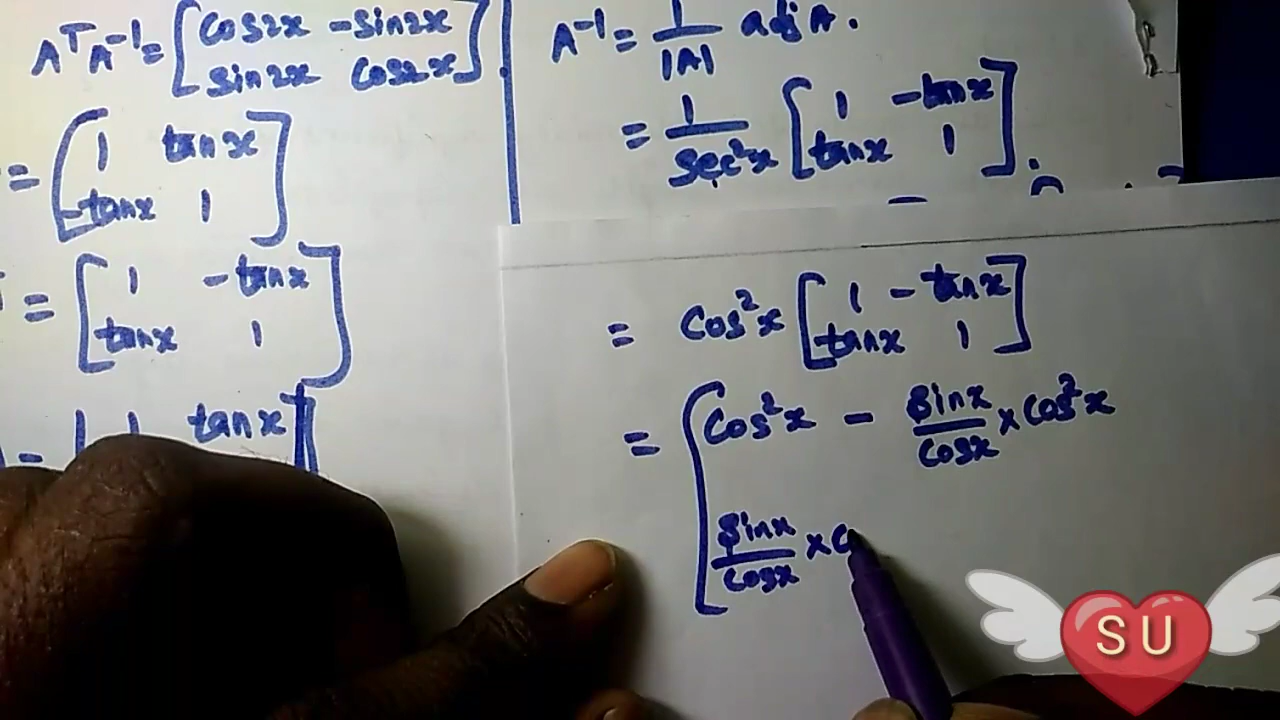 AᵀA⁻¹ = [cos2x -sin2x
sin2x cos2x].
= [1 tanx
-tanx 1]
= [1 -tanx
tanx 1]
= | 1 tanx
A⁻¹ = 1/|A| adj A.
= 1/sec²x [1 -tanx
tanx 1].
= cos²x [1 -tanx
tanx 1]
= [cos²x - sinx/cosx × cos²x
sinx/cosx × c
SU